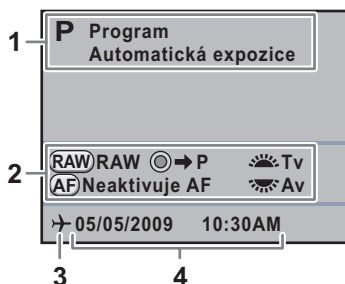 1
P Program
Automatická expozice
2
RAW RAW → P Tv
AF Neaktivuje AF Av
05/05/2009 10:30AM
3 4